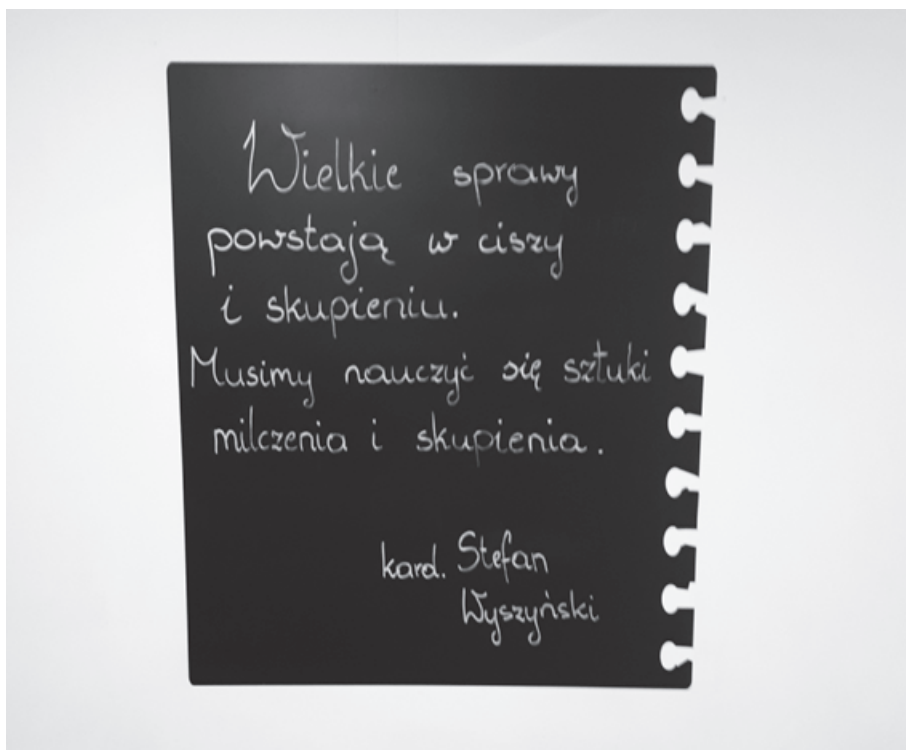 Wielkie sprawy
powstają w ciszy
i skupieniu.
Musimy nauczyć się sztuki
milczenia i skupienia.
kard. Stefan
Wyszyński